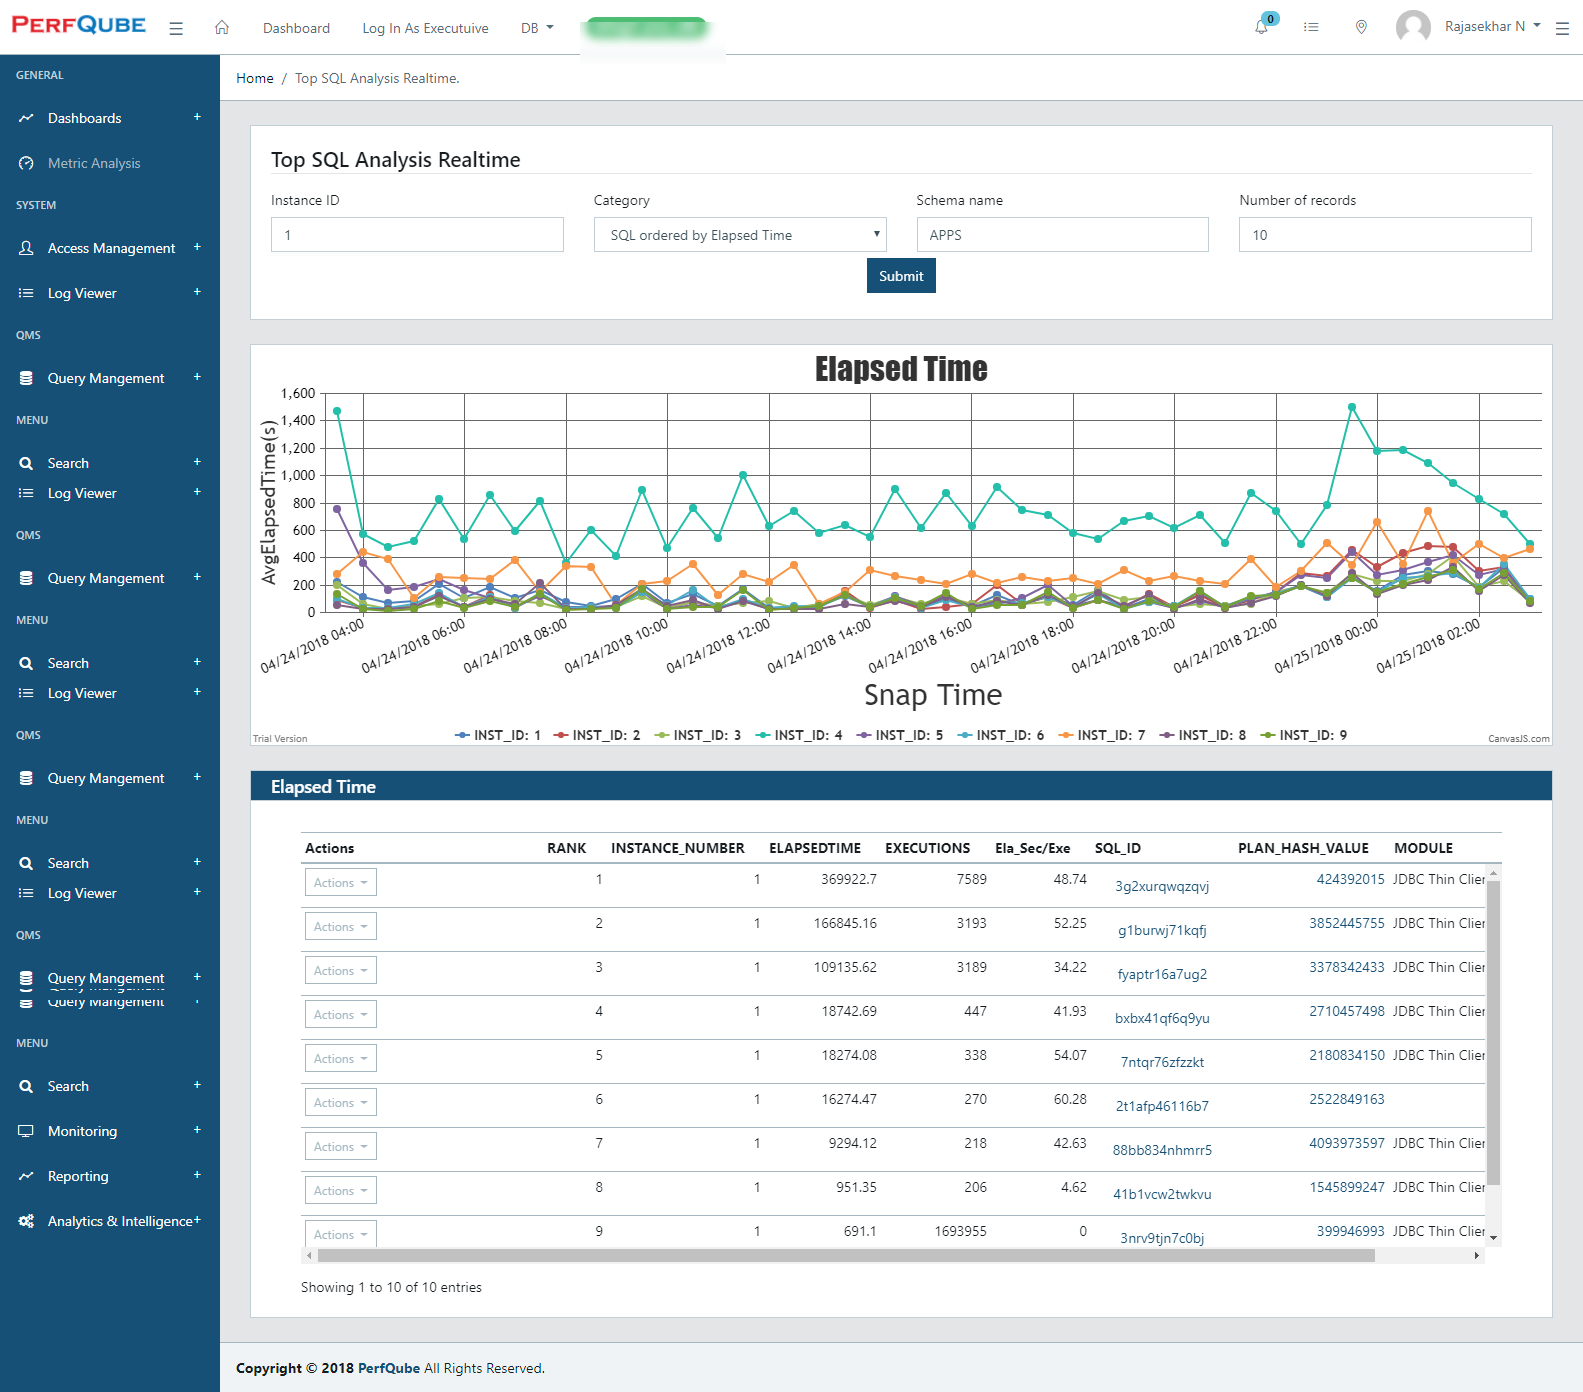 PERFQUBE
Dashboard
Log In As Executuive
DB
0
Rajasekhar N
GENERAL
Dashboards +
Metric Analysis
SYSTEM
Access Management +
Log Viewer +
QMS
Query Mangement +
MENU
Search +
Log Viewer +
QMS
Query Mangement +
MENU
Search +
Log Viewer +
QMS
Query Mangement +
MENU
Search +
Log Viewer +
QMS
Query Mangement +
Query Mangement
MENU
Search +
Monitoring +
Reporting +
Analytics & Intelligence+
Home / Top SQL Analysis Realtime.
Top SQL Analysis Realtime
Instance ID Category Schema name Number of records
1 SQL ordered by Elapsed Time APPS 10
Submit
Elapsed Time
AvgElapsedTime(s)
1,600
1,400
1,200
1,000
800
600
400
200
0
04/24/2018 04:00 04/24/2018 06:00 04/24/2018 08:00 04/24/2018 10:00 04/24/2018 12:00 04/24/2018 14:00 04/24/2018 16:00 04/24/2018 18:00 04/24/2018 20:00 04/24/2018 22:00 04/25/2018 00:00 04/25/2018 02:00
Snap Time
INST_ID: 1 INST_ID: 2 INST_ID: 3 INST_ID: 4 INST_ID: 5 INST_ID: 6 INST_ID: 7 INST_ID: 8 INST_ID: 9
Trial Version CanvasJS.com
Elapsed Time
Actions RANK INSTANCE_NUMBER ELAPSEDTIME EXECUTIONS Ela_Sec/Exe SQL_ID PLAN_HASH_VALUE MODULE
Actions 1 1 369922.7 7589 48.74 3g2xurqwqzqvj 424392015 JDBC Thin Clier
Actions 2 1 166845.16 3193 52.25 g1burwj71kqfj 3852445755 JDBC Thin Clier
Actions 3 1 109135.62 3189 34.22 fyaptr16a7ug2 3378342433 JDBC Thin Clier
Actions 4 1 18742.69 447 41.93 bxbx41qf6q9yu 2710457498 JDBC Thin Clier
Actions 5 1 18274.08 338 54.07 7ntqr76zfzzkt 2180834150 JDBC Thin Clier
Actions 6 1 16274.47 270 60.28 2t1afp46116b7 2522849163
Actions 7 1 9294.12 218 42.63 88bb834nhmrr5 4093973597 JDBC Thin Clier
Actions 8 1 951.35 206 4.62 41b1vcw2twkvu 1545899247 JDBC Thin Clier
Actions 9 1 691.1 1693955 0 3nrv9tjn7c0bj 399946993 JDBC Thin Clier
Showing 1 to 10 of 10 entries
Copyright © 2018 PerfQube All Rights Reserved.